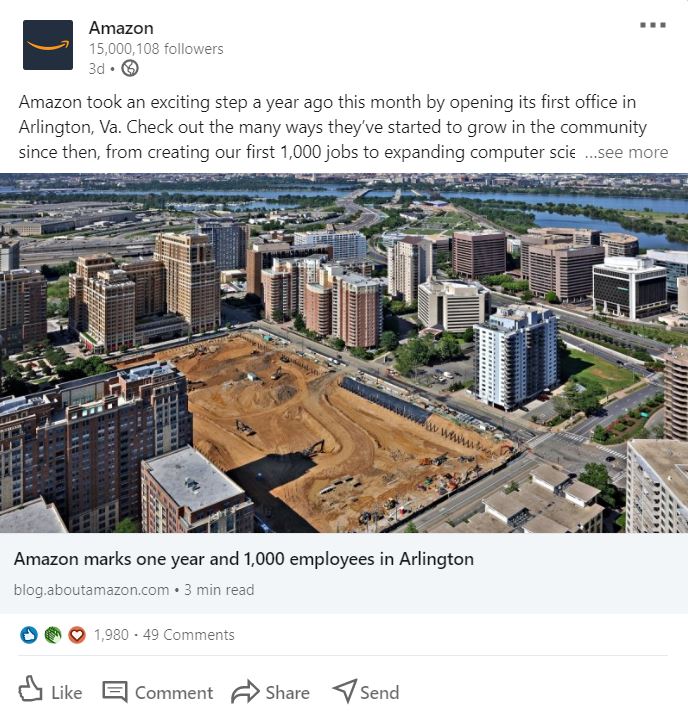 Amazon
15,000,108 followers
3d •
Amazon took an exciting step a year ago this month by opening its first office in
Arlington, Va. Check out the many ways they've started to grow in the community
since then, from creating our first 1,000 jobs to expanding computer scie ...see more
Amazon marks one year and 1,000 employees in Arlington
blog.aboutamazon.com • 3 min read
1,980 · 49 Comments
Like Comment Share Send